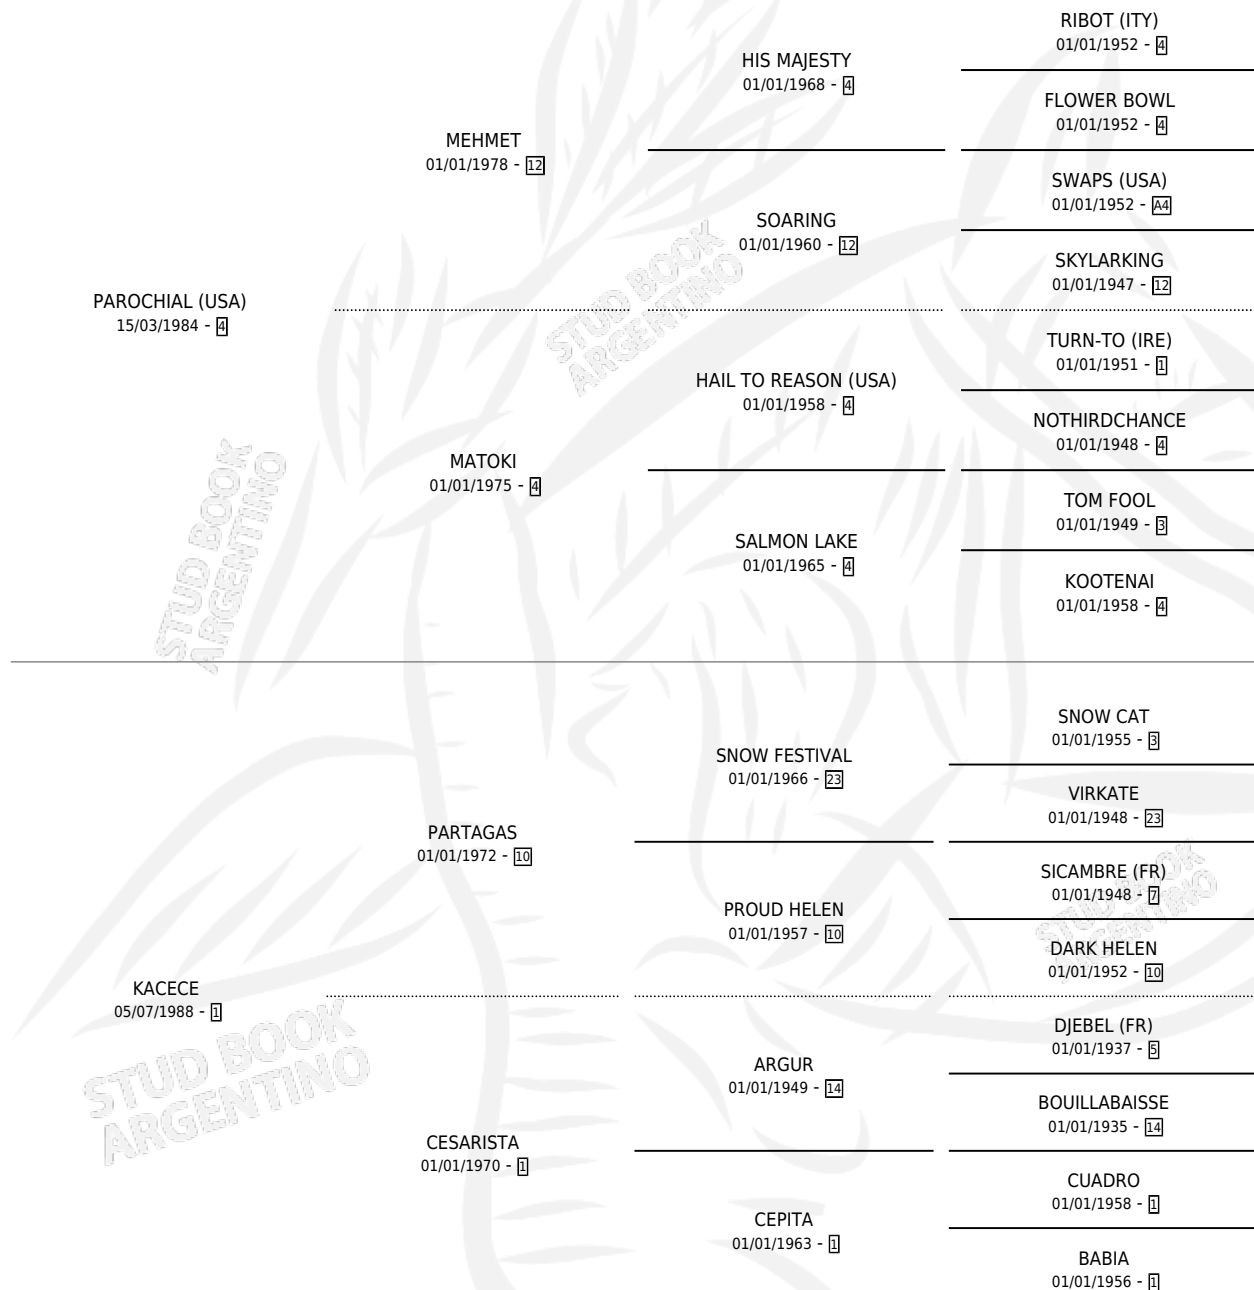 RIBOT (ITY)
01/01/1952 - 4
HIS MAJESTY
01/01/1968 - 4
FLOWER BOWL
01/01/1952 - 4
MEHMET
01/01/1978 - 12
SWAPS (USA)
01/01/1952 - A4
SOARING
01/01/1960 - 12
SKYLARKING
01/01/1947 - 12
PAROCHIAL (USA)
15/03/1984 - 4
TURN-TO (IRE)
01/01/1951 - 1
HAIL TO REASON (USA)
01/01/1958 - 4
NOTHIRDCHANCE
01/01/1948 - 4
MATOKI
01/01/1975 - 4
TOM FOOL
01/01/1949 - 3
SALMON LAKE
01/01/1965 - 4
KOOTENAI
01/01/1958 - 4
SNOW CAT
01/01/1955 - 3
SNOW FESTIVAL
01/01/1966 - 23
VIRKATE
01/01/1948 - 23
PARTAGAS
01/01/1972 - 10
SICAMBRE (FR)
01/01/1948 - 7
PROUD HELEN
01/01/1957 - 10
DARK HELEN
01/01/1952 - 10
KACECE
05/07/1988 - 1
DJEBEL (FR)
01/01/1937 - 5
ARGUR
01/01/1949 - 14
BOUILLABAISSE
01/01/1935 - 14
CESARISTA
01/01/1970 - 1
CUADRO
01/01/1958 - 1
CEPITA
01/01/1963 - 1
BABIA
01/01/1956 - 1
STUD BOOK
ARGENTINO
STUD BOOK
ARGENTINO
STUD BOOK
ARGENTINO
STUD BOOK
ARGENTINO